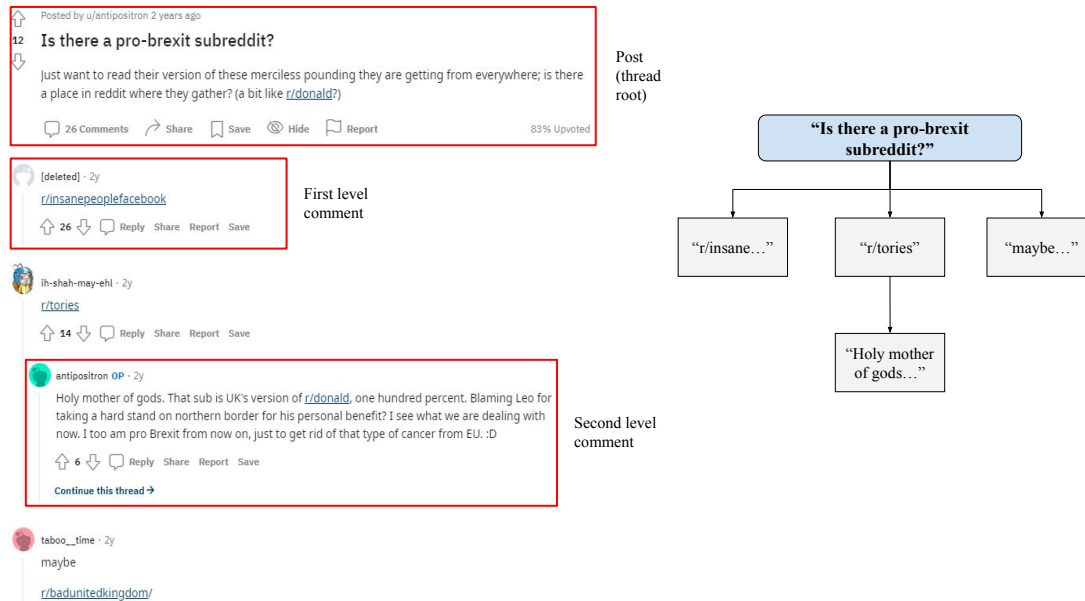 Posted by u/antipositron 2 years ago
12
Is there a pro-brexit subreddit?
Just want to read their version of these merciless pounding they are getting from everywhere; is there
a place in reddit where they gather? (a bit like r/donald?)
26 Comments Share Save Hide Report 83% Upvoted
Post
(thread
root)
[deleted] · 2y
r/insanepeoplefacebook
26 Reply Share Report Save
First level
comment
ih-shah-may-ehl · 2y
r/tories
14 Reply Share Report Save
antipositron OP · 2y
Holy mother of gods. That sub is UK's version of r/donald, one hundred percent. Blaming Leo for
taking a hard stand on northern border for his personal benefit? I see what we are dealing with
now. I too am pro Brexit from now on, just to get rid of that type of cancer from EU. :D
6 Reply Share Report Save
Continue this thread →
Second level
comment
taboo__time · 2y
maybe
r/badunitedkingdom/
“Is there a pro-brexit
subreddit?”
“r/insane…”
“r/tories”
“maybe…”
“Holy mother
of gods…”